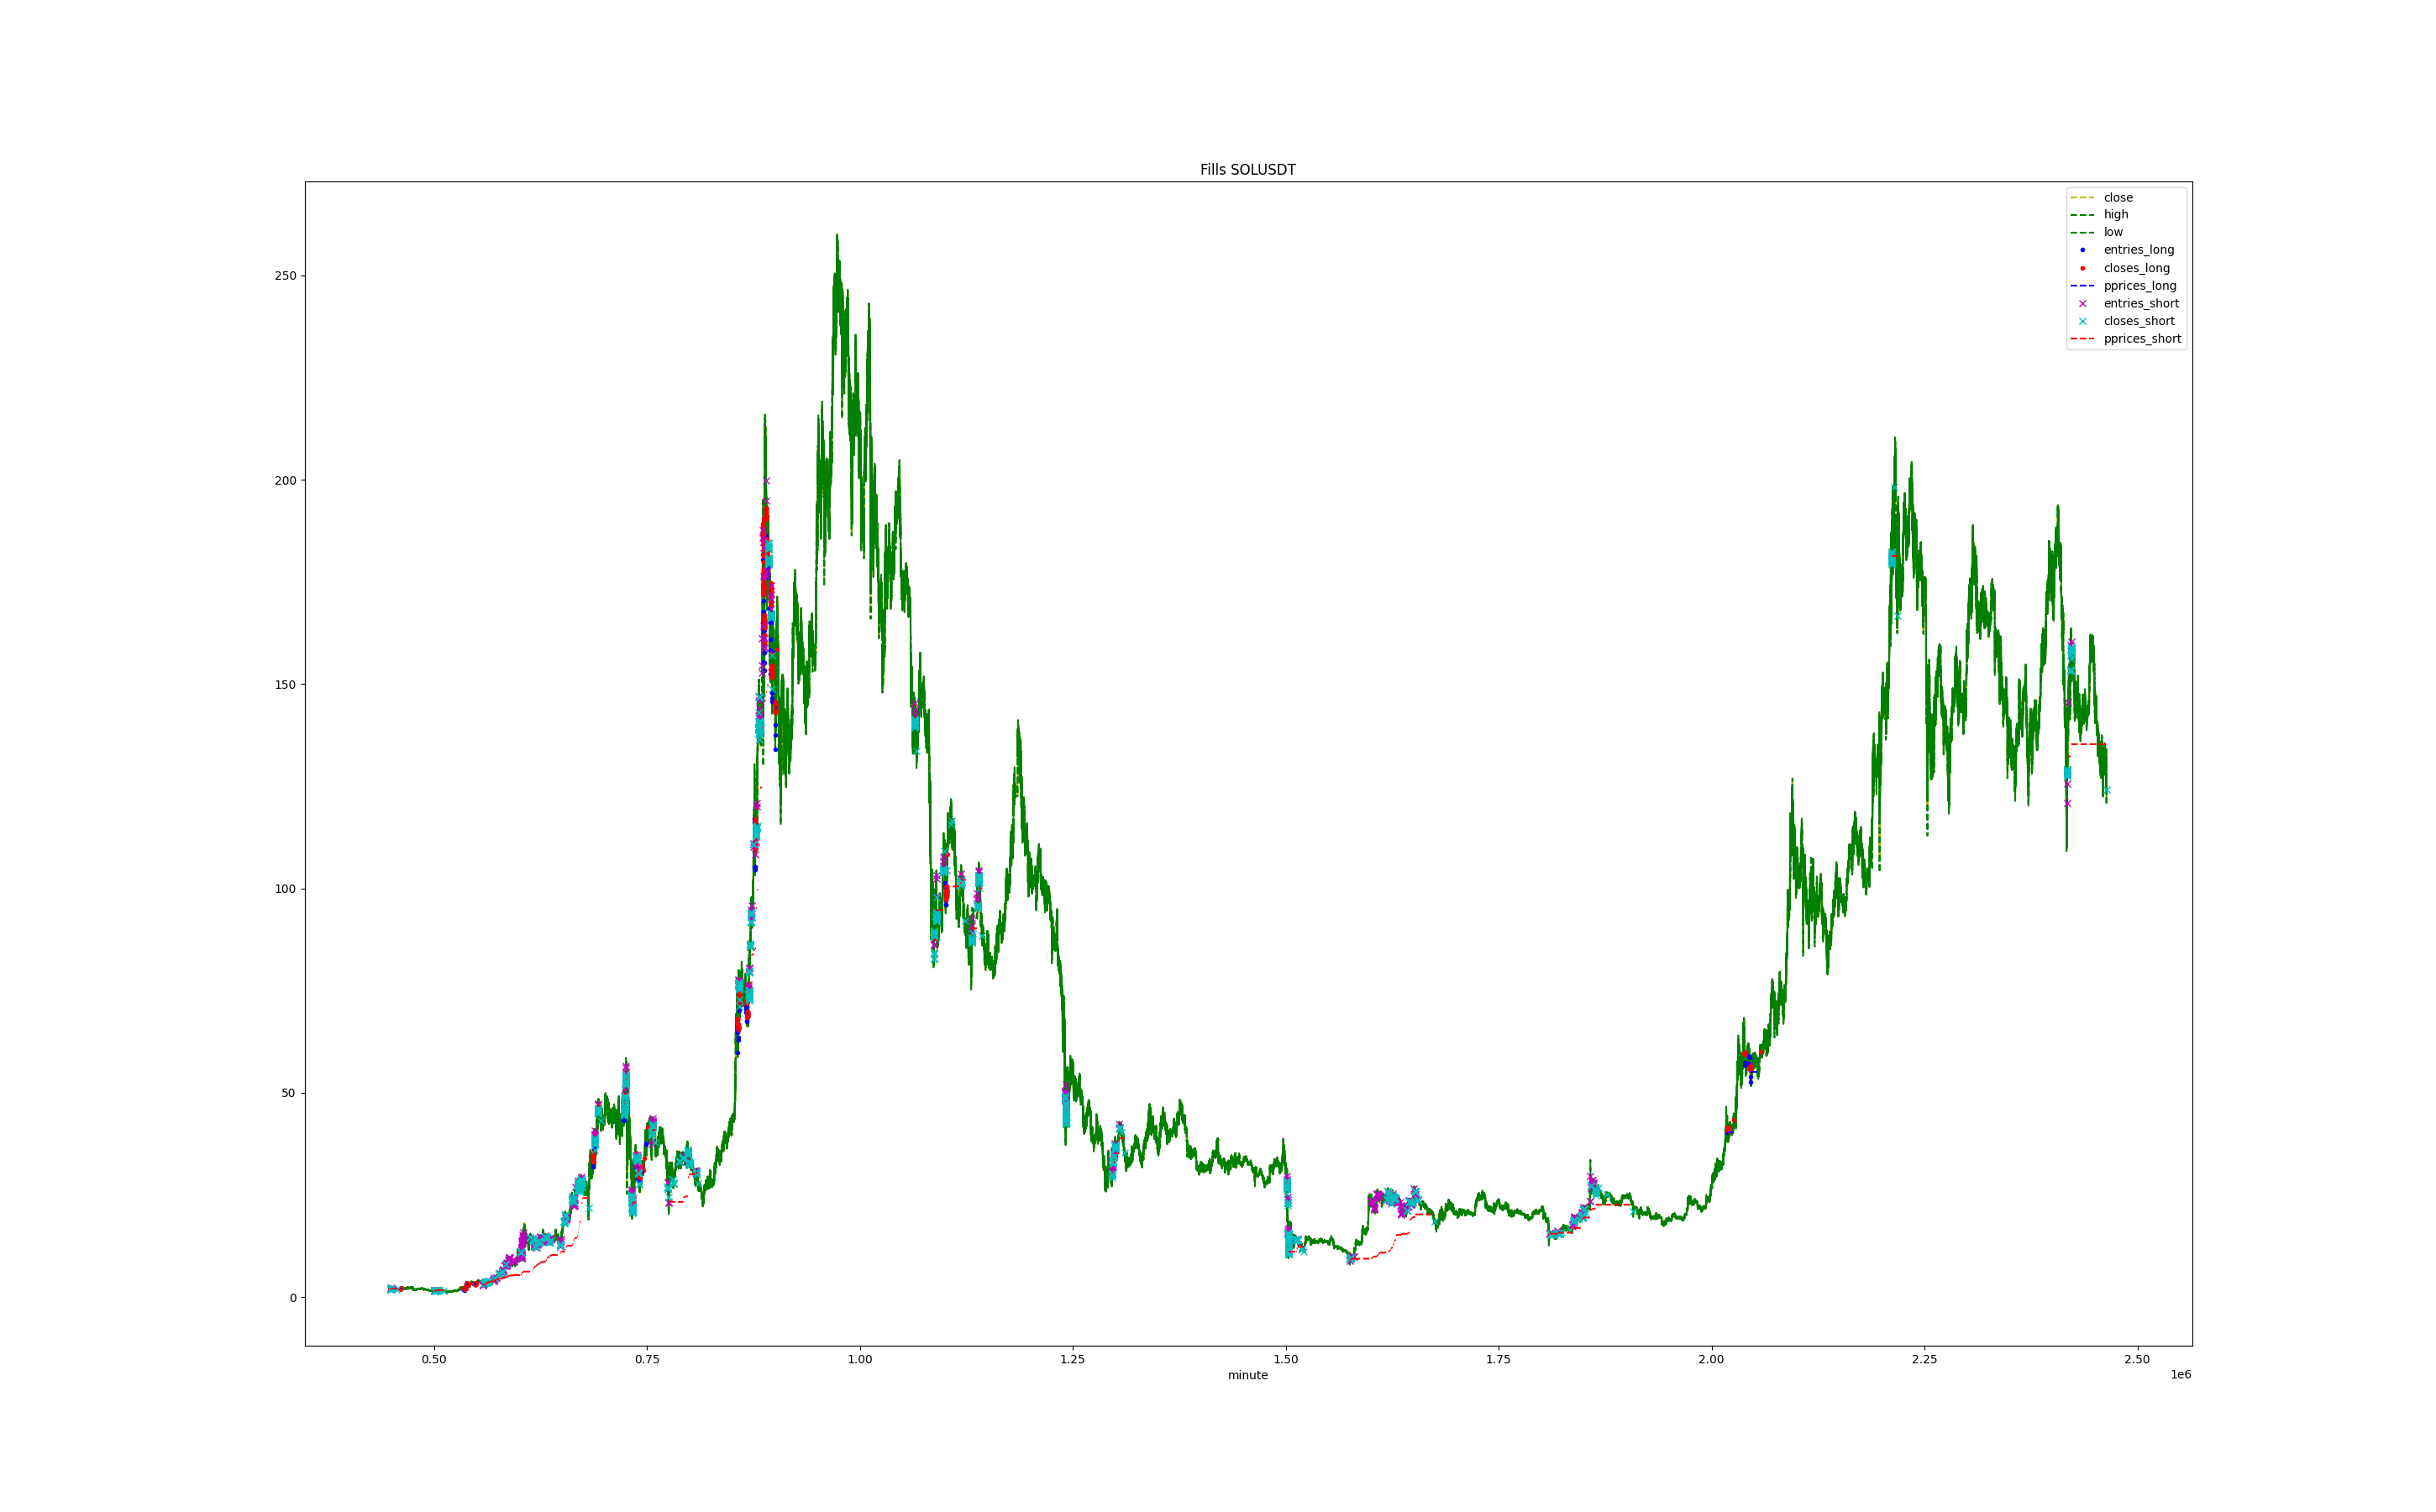 Fills SOLUSDT
close
high
low
entries_long
closes_long
pprices_long
entries_short
closes_short
pprices_short
250
200
150
100
50
0
0.50 0.75 1.00 1.25 1.50 1.75 2.00 2.25 2.50
minute
1e6